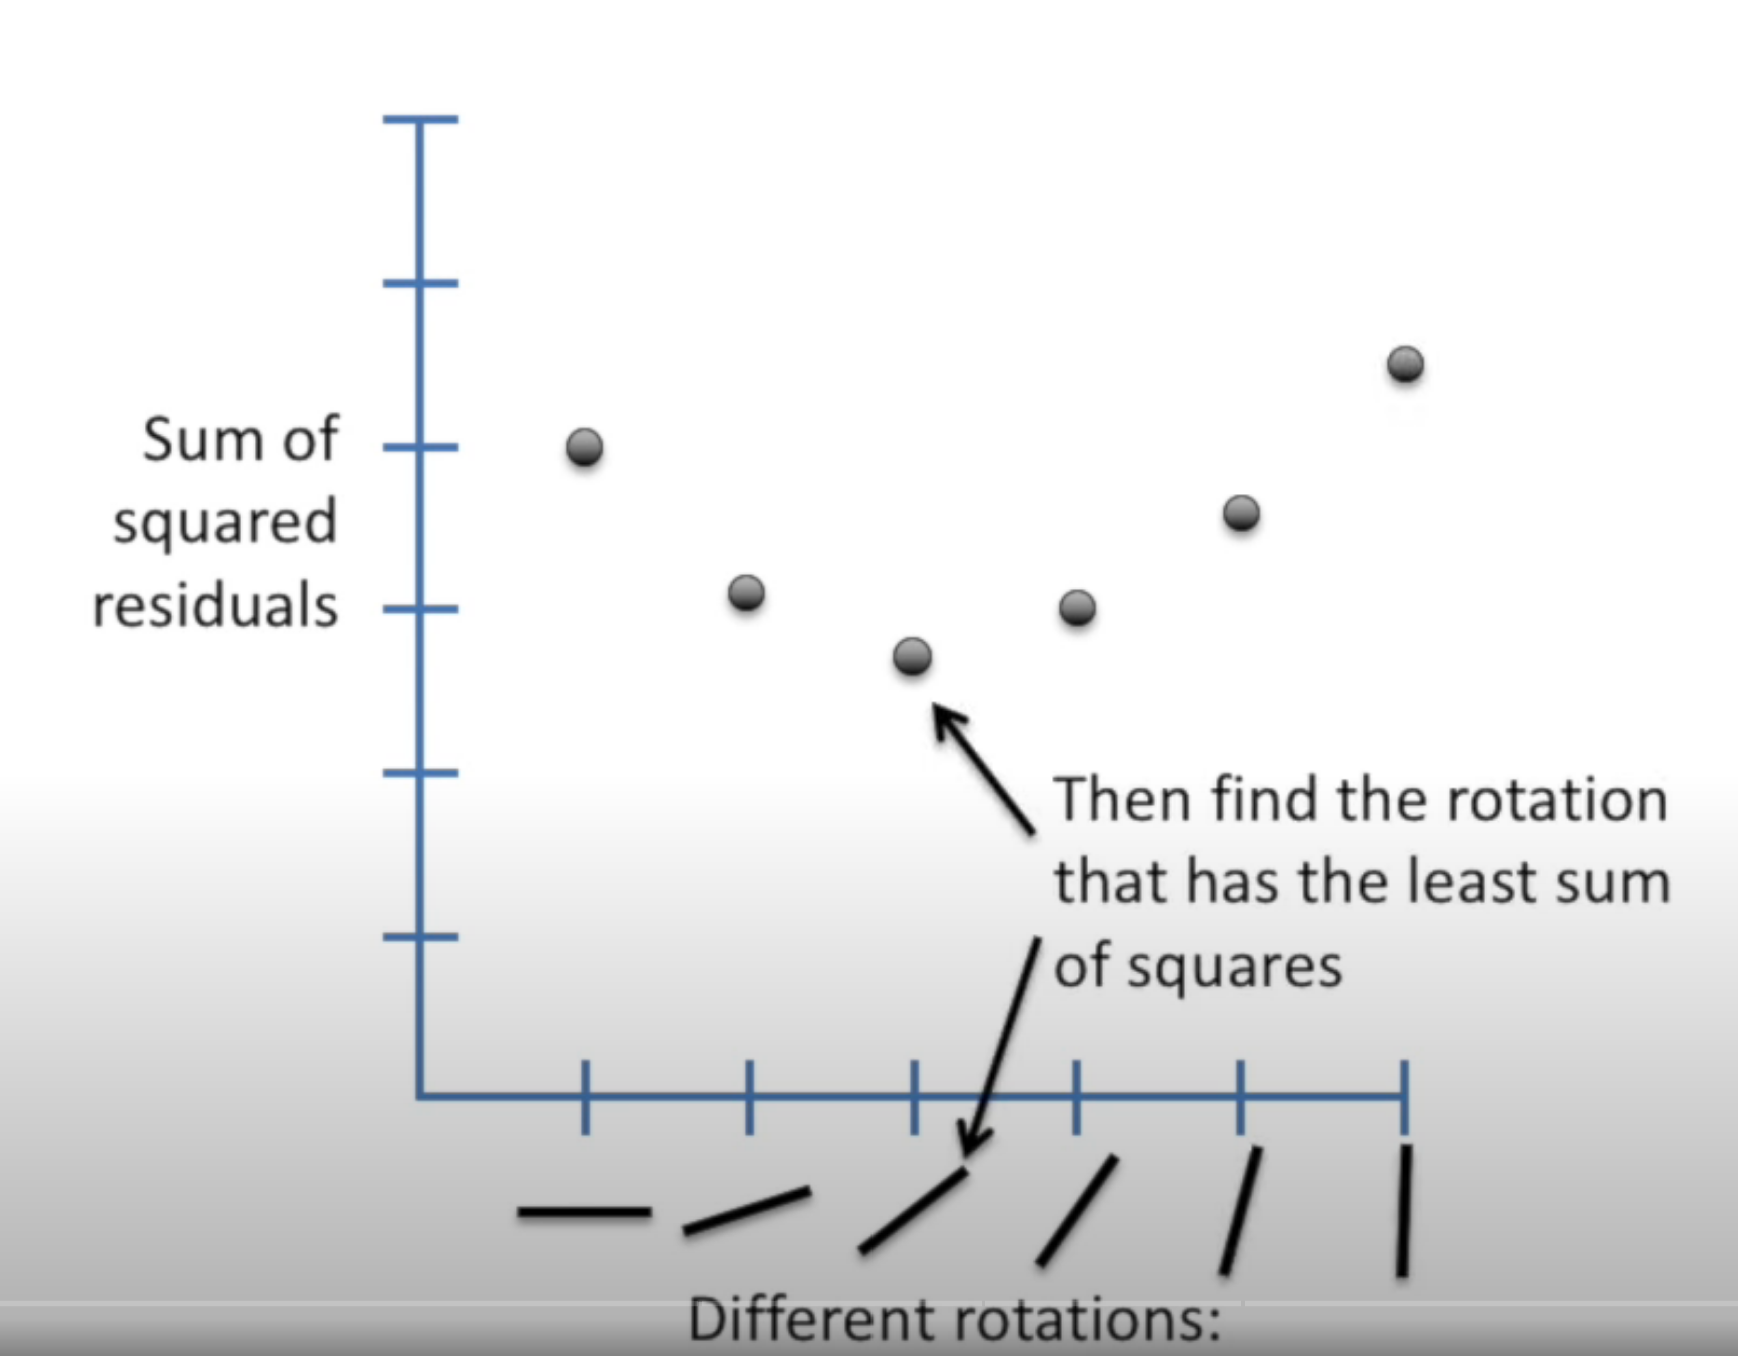 Sum of
squared
residuals
Then find the rotation
that has the least sum
of squares
Different rotations: